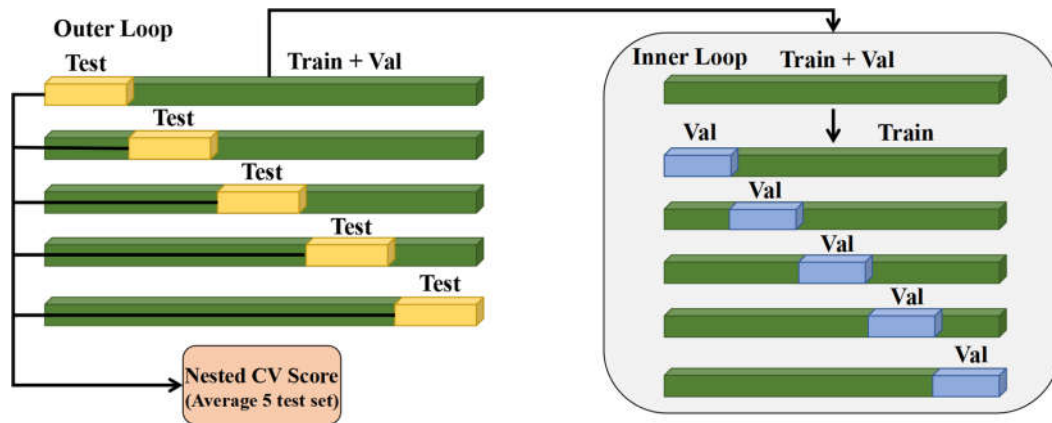 Outer Loop
Test
Train + Val
Test
Test
Test
Test
Nested CV Score
(Average 5 test set)
Inner Loop
Train + Val
Val
Train
Val
Val
Val
Val